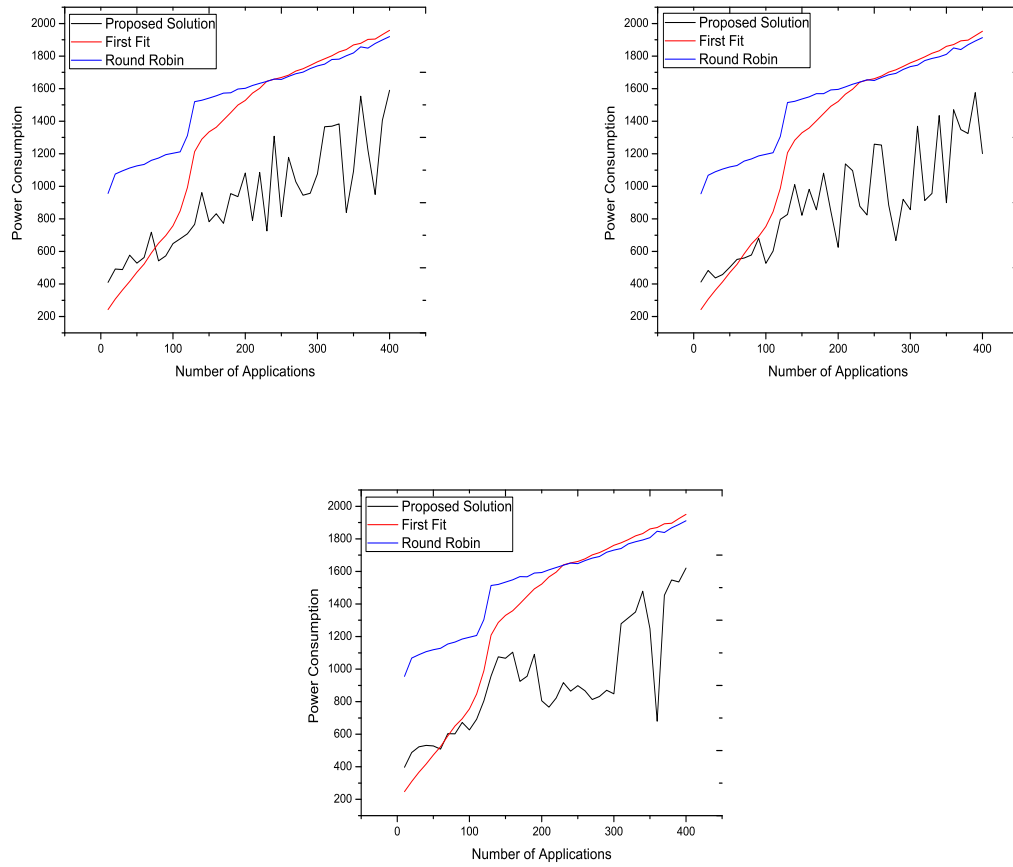 2000
1800
1600
1400
1200
1000
800
600
400
200
Power Consumption
Proposed Solution
First Fit
Round Robin
0 100 200 300 400
Number of Applications
2000
1800
1600
1400
1200
1000
800
600
400
200
Power Consumption
Proposed Solution
First Fit
Round Robin
0 100 200 300 400
Number of Applications
2000
1800
1600
1400
1200
1000
800
600
400
200
Power Consumption
Proposed Solution
First Fit
Round Robin
0 100 200 300 400
Number of Applications